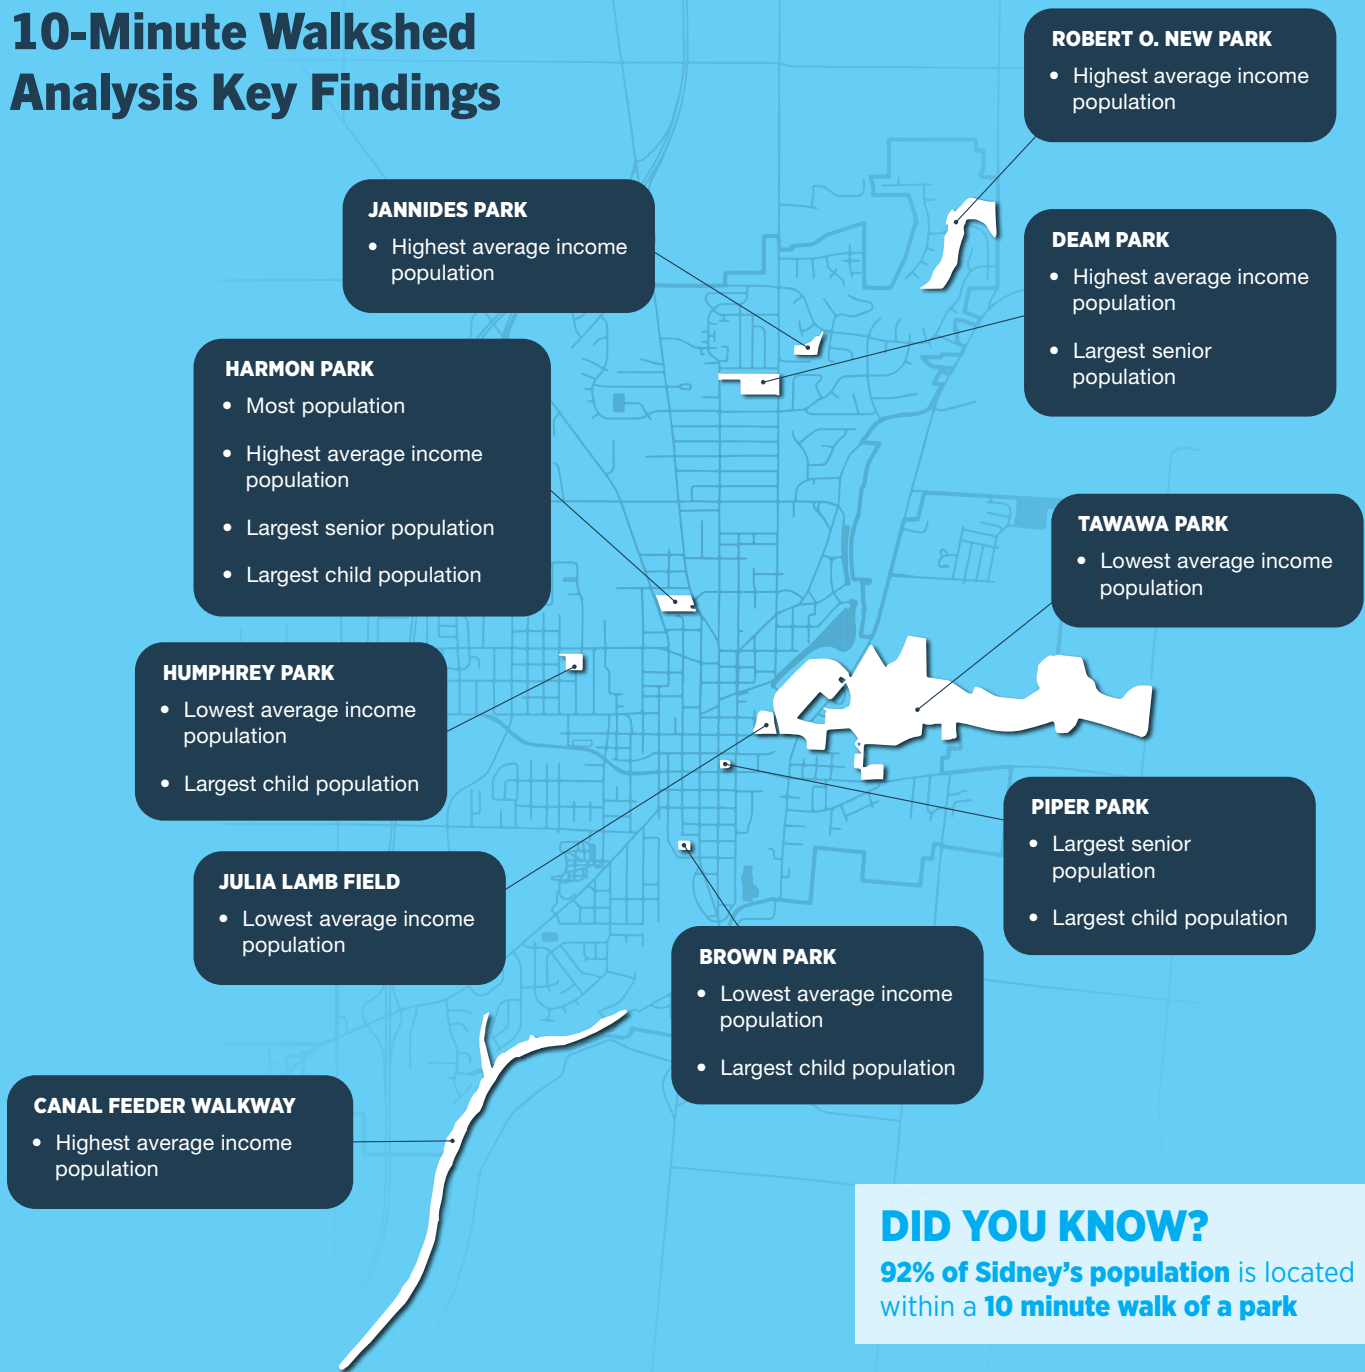 10-Minute Walkshed
Analysis Key Findings
ROBERT O. NEW PARK
• Highest average income
population
JANNIDES PARK
• Highest average income
population
DEAM PARK
• Highest average income
population
• Largest senior
population
HARMON PARK
• Most population
• Highest average income
population
• Largest senior population
• Largest child population
TAWAWA PARK
• Lowest average income
population
HUMPHREY PARK
• Lowest average income
population
• Largest child population
PIPER PARK
• Largest senior
population
• Largest child population
JULIA LAMB FIELD
• Lowest average income
population
BROWN PARK
• Lowest average income
population
• Largest child population
CANAL FEEDER WALKWAY
• Highest average income
population
DID YOU KNOW?
92% of Sidney’s population is located
within a 10 minute walk of a park